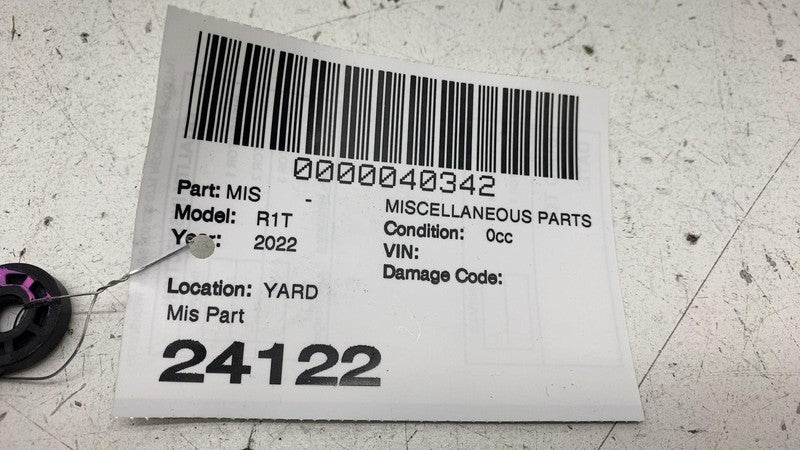 0000040342
Part: MIS -
MISCELLANEOUS PARTS
Model: R1T
Condition: 0cc
Year: 2022
VIN:
Damage Code:
Location: YARD
Mis Part
24122